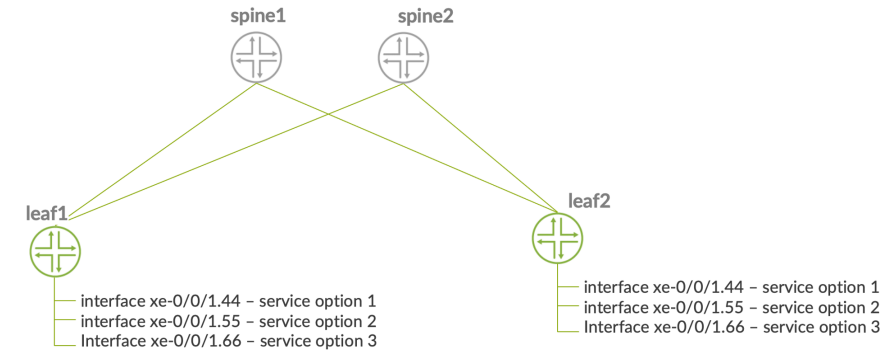 spine1
spine2
leaf1
leaf2
interface xe-0/0/1.44 – service option 1
interface xe-0/0/1.55 – service option 2
Interface xe-0/0/1.66 – service option 3
interface xe-0/0/1.44 – service option 1
interface xe-0/0/1.55 – service option 2
Interface xe-0/0/1.66 – service option 3